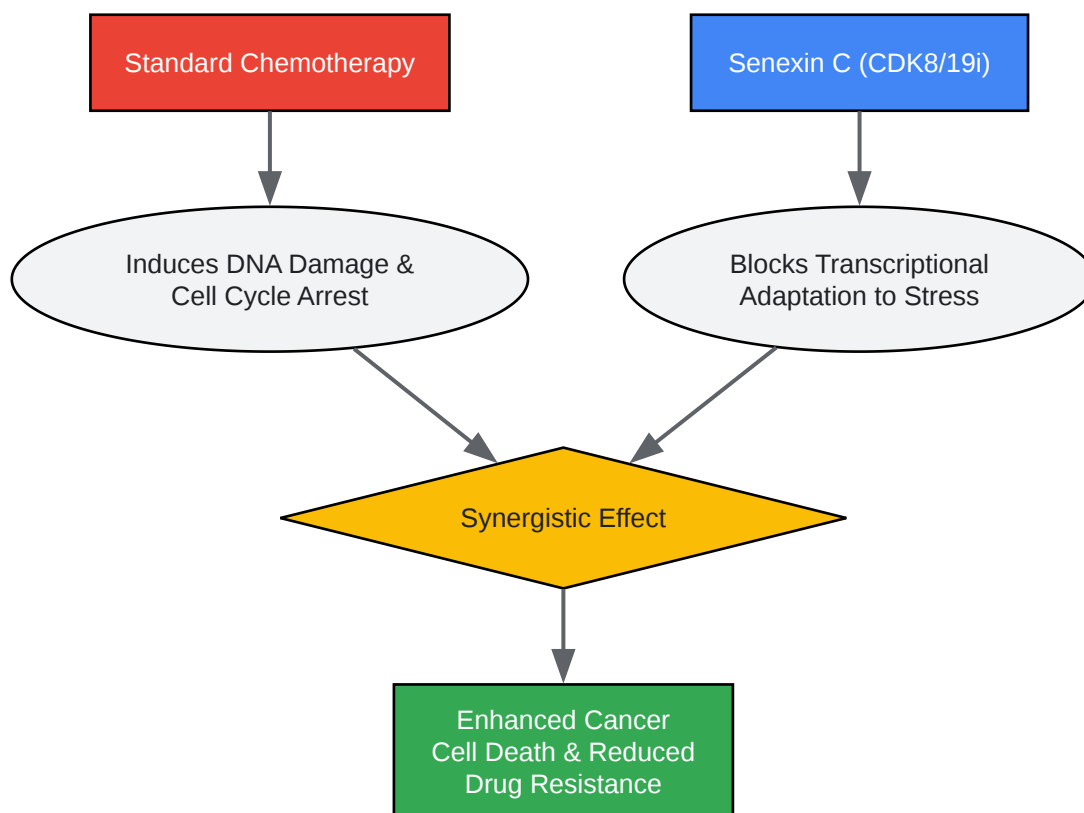 Standard Chemotherapy
Senexin C (CDK8/19i)
Induces DNA Damage &
Cell Cycle Arrest
Blocks Transcriptional
Adaptation to Stress
Synergistic Effect
Enhanced Cancer
Cell Death & Reduced
Drug Resistance